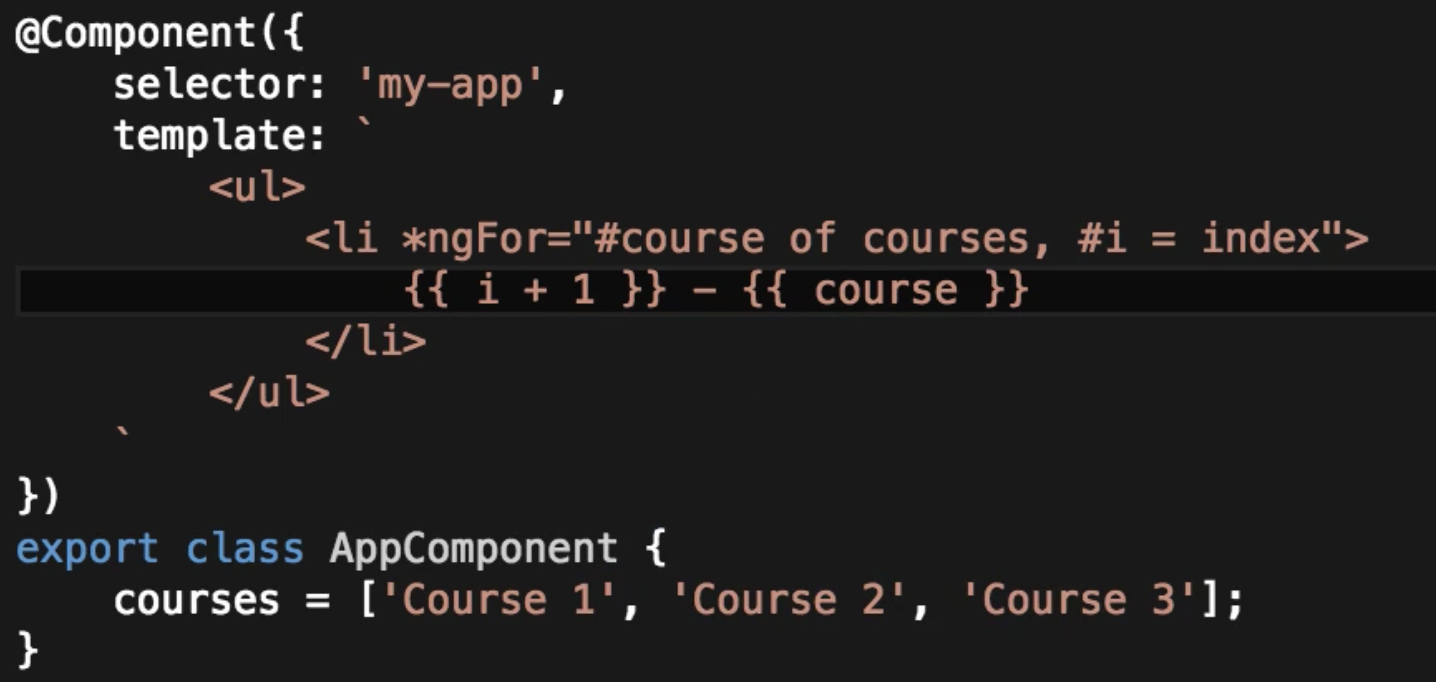 @Component({
    selector: 'my-app',
    template: `
        <ul>
            <li *ngFor="#course of courses, #i = index">
                {{ i + 1 }} - {{ course }}
            </li>
        </ul>
    `
})
export class AppComponent {
    courses = ['Course 1', 'Course 2', 'Course 3'];
}